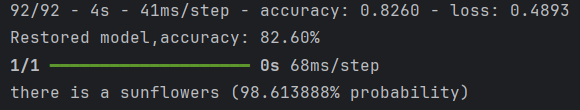 92/92 - 4s - 41ms/step - accuracy: 0.8260 - loss: 0.4893
Restored model,accuracy: 82.60%
1/1 ━━━━━━━━━━━━━━━━━━━━ 0s 68ms/step
there is a sunflowers (98.613888% probability)